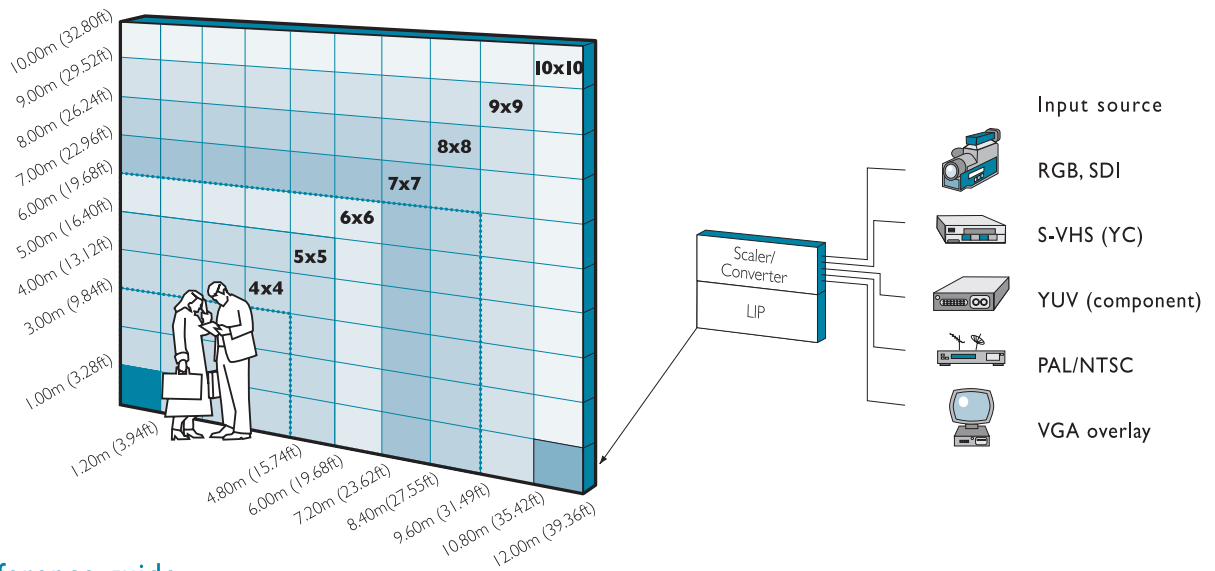 10.00m (32.80ft)
9.00m (29.52ft)
8.00m (26.24ft)
7.00m (22.96ft)
6.00m (19.68ft)
5.00m (16.40ft)
4.00m (13.12ft)
3.00m (9.84ft)
1.00m (3.28ft)
10x10
9x9
8x8
7x7
6x6
5x5
4x4
1.20m (3.94ft)
4.80m (15.74ft)
6.00m (19.68ft)
7.20m (23.62ft)
8.40m(27.55ft)
9.60m (31.49ft)
10.80m (35.42ft)
12.00m (39.36ft)
Scaler/
Converter
LIP
Input source
RGB, SDI
S-VHS (YC)
YUV (component)
PAL/NTSC
VGA overlay